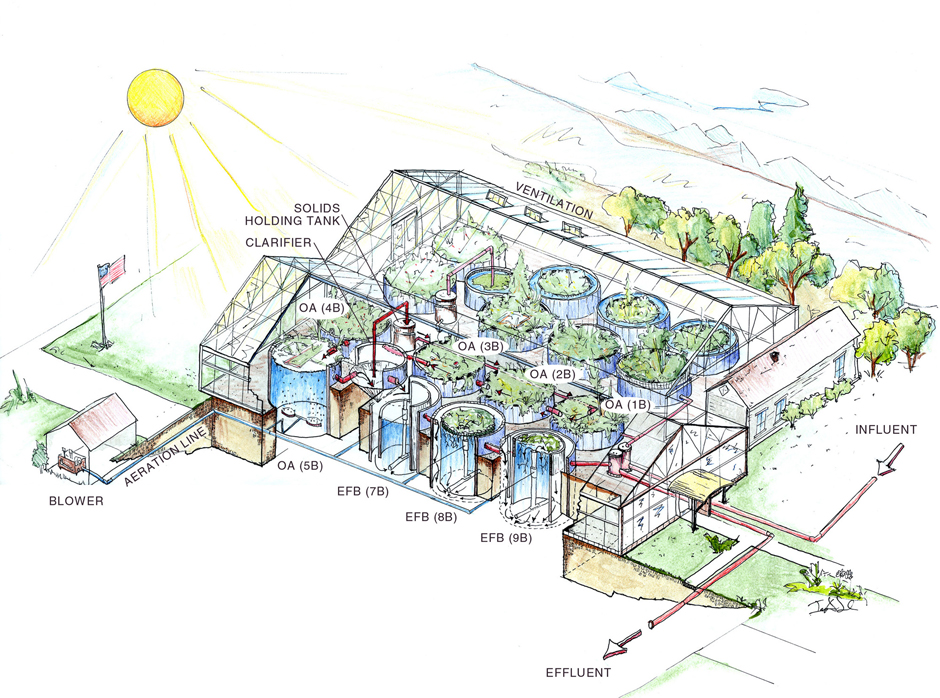 VENTILATION
SOLIDS
HOLDING TANK
CLARIFIER
OA (4B)
OA (3B)
OA (2B)
OA (1B)
INFLUENT
AERATION LINE
OA (5B)
BLOWER
EFB (7B)
EFB (8B)
EFB (9B)
EFFLUENT